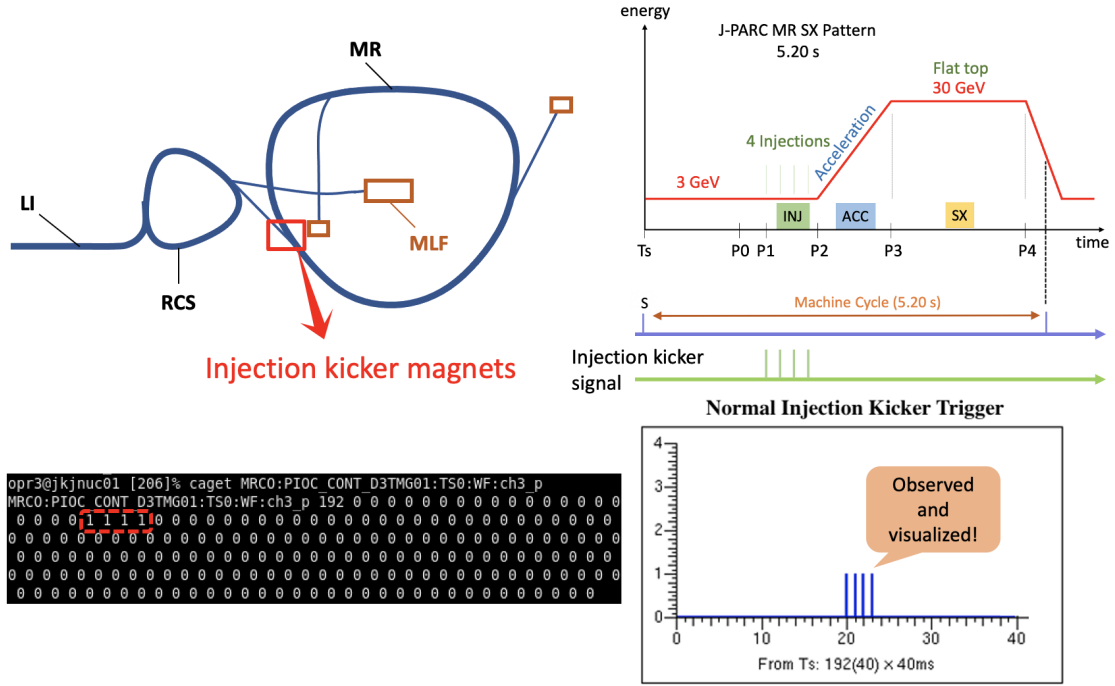 MR
LI
RCS
MLF
Injection kicker magnets
energy
J-PARC MR SX Pattern
5.20 s
Flat top
30 GeV
4 Injections
Acceleration
3 GeV
INJ
ACC
SX
time
Ts
P0
P1
P2
P3
P4
S
Machine Cycle (5.20 s)
Injection kicker
signal
opr3@jkjnuc01 [206]% caget MRCO:PIOC_CONT_D3TMG01:TS0:WF:ch3_p
MRCO:PIOC_CONT_D3TMG01:TS0:WF:ch3_p 192 0 0 0 0 0 0 0 0 0 0 0 0 0 0 0 0
0 0 0 0 1 1 1 1 0 0 0 0 0 0 0 0 0 0 0 0 0 0 0 0 0 0 0 0 0 0 0 0 0 0 0
0 0 0 0 0 0 0 0 0 0 0 0 0 0 0 0 0 0 0 0 0 0 0 0 0 0 0 0 0 0 0 0 0 0 0 0
0 0 0 0 0 0 0 0 0 0 0 0 0 0 0 0 0 0 0 0 0 0 0 0 0 0 0 0 0 0 0 0 0 0 0
0 0 0 0 0 0 0 0 0 0 0 0 0 0 0 0 0 0 0 0 0 0 0 0 0 0 0 0 0 0 0 0 0 0 0 0
0 0 0 0 0 0 0 0 0 0 0 0 0 0 0 0 0 0 0 0 0 0 0 0 0 0 0 0 0 0 0 0 0 0
Normal Injection Kicker Trigger
4
3
2
1
0
Observed
and
visualized!
0 10 20 30 40
From Ts: 192(40) × 40ms